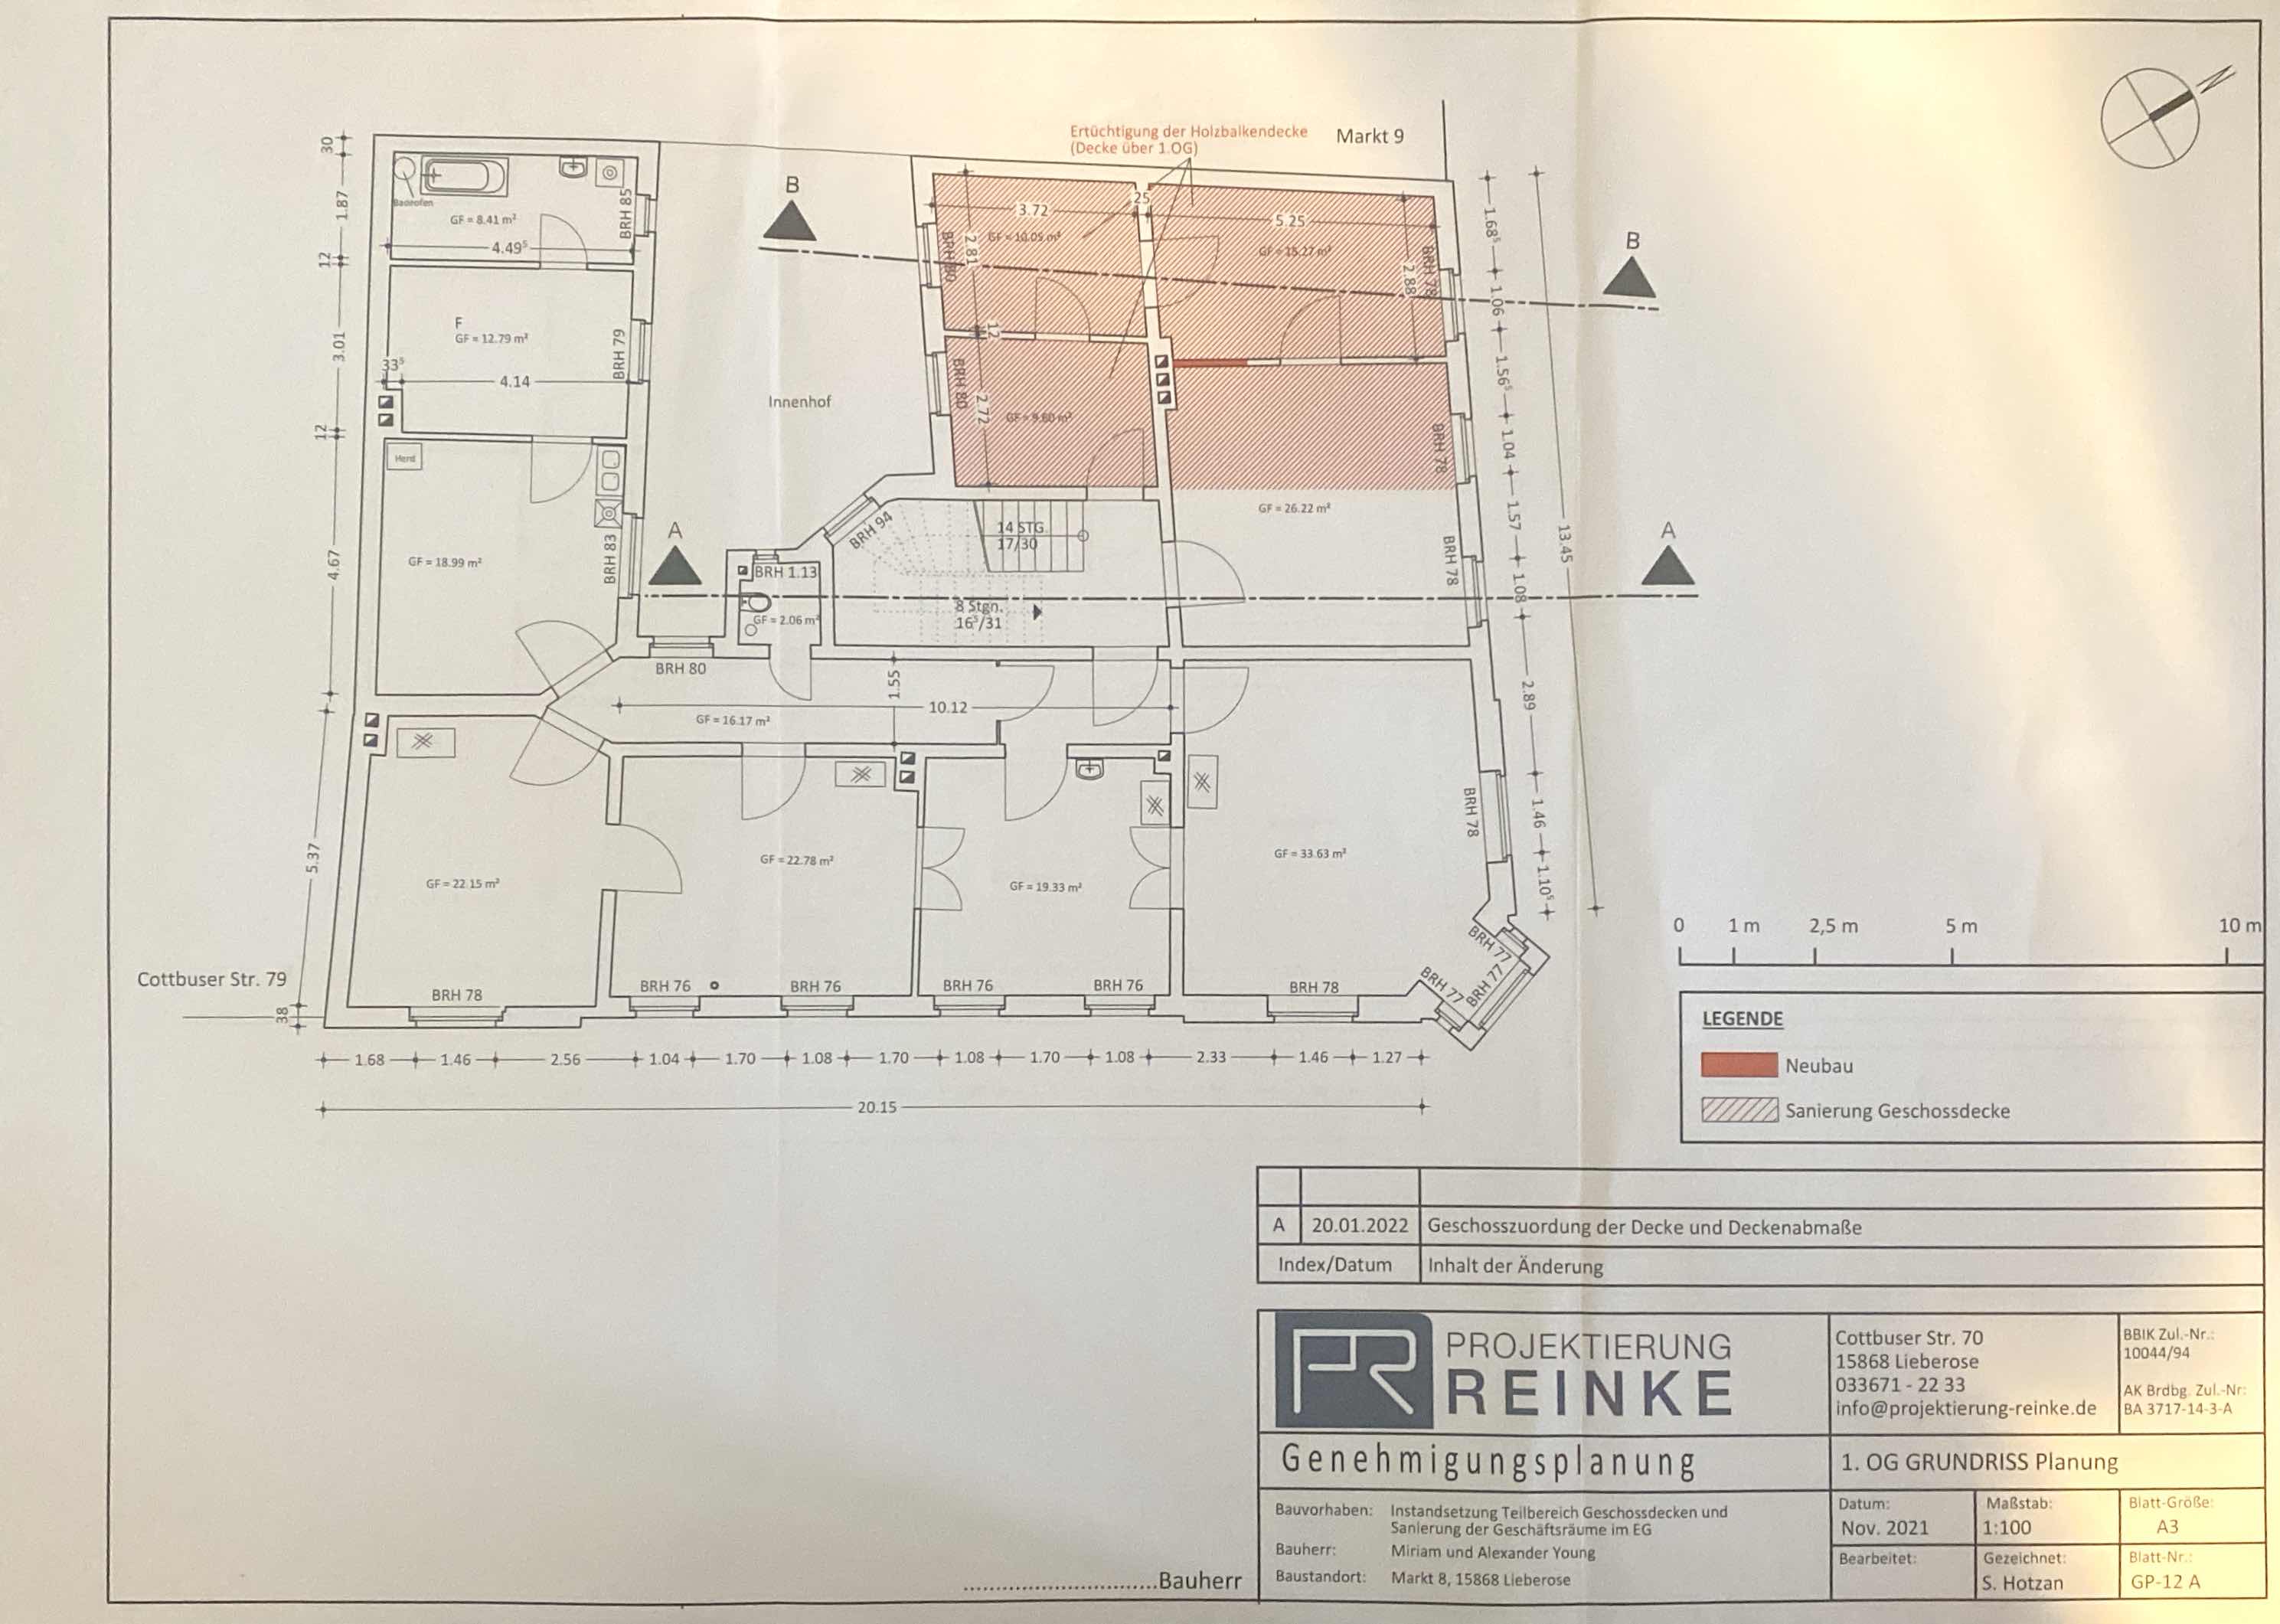 Ertüchtigung der Holzbalkendecke
(Decke über 1.OG)
Markt 9
N
30
1.87
12
3.01
12
4.67
5.37
38
Badeofen
GF = 8.41 m²
4.49⁵
BRH 85
F
GF = 12.79 m²
33⁵
4.14
BRH 79
Herd
GF = 18.99 m²
BRH 83
B
Innenhof
A
3.72
25
5.25
GF = 10.05 m²
GF = 15.27 m²
BRH 80
2.81
12
BRH 78
2.88
BRH 80
2.72
GF = 9.60 m²
BRH 78
GF = 26.22 m²
BRH 78
B
A
1.68⁵
1.06
1.56⁵
1.04
1.57
1.08
2.89
1.46
1.10⁵
13.45
BRH 94
14 STG
17/30
8 Stgn.
16⁵/31
BRH 1.13
GF = 2.06 m²
BRH 80
1.55
10.12
GF = 16.17 m²
GF = 22.15 m²
GF = 22.78 m²
GF = 19.33 m²
GF = 33.63 m²
BRH 78
BRH 78
BRH 76
BRH 76
BRH 76
BRH 76
BRH 78
BRH 77
BRH 77
BRH 77
Cottbuser Str. 79
1.68
1.46
2.56
1.04
1.70
1.08
1.70
1.08
1.70
1.08
2.33
1.46
1.27
20.15
0 1 m 2,5 m 5 m 10 m
LEGENDE
Neubau
Sanierung Geschossdecke
A 20.01.2022 Geschosszuordung der Decke und Deckenabmaße
Index/Datum Inhalt der Änderung
PR
PROJEKTIERUNG
REINKE
Cottbuser Str. 70
15868 Lieberose
033671 - 22 33
info@projektierung-reinke.de
BBIK Zul.-Nr.:
10044/94
AK Brdbg. Zul.-Nr:
BA 3717-14-3-A
Genehmigungsplanung
1. OG GRUNDRISS Planung
Bauvorhaben: Instandsetzung Teilbereich Geschossdecken und
Sanierung der Geschäftsräume im EG
Bauherr: Miriam und Alexander Young
Baustandort: Markt 8, 15868 Lieberose
Datum:
Nov. 2021
Maßstab:
1:100
Blatt-Größe:
A3
Bearbeitet:
Gezeichnet:
S. Hotzan
Blatt-Nr.:
GP-12 A
..............................Bauherr